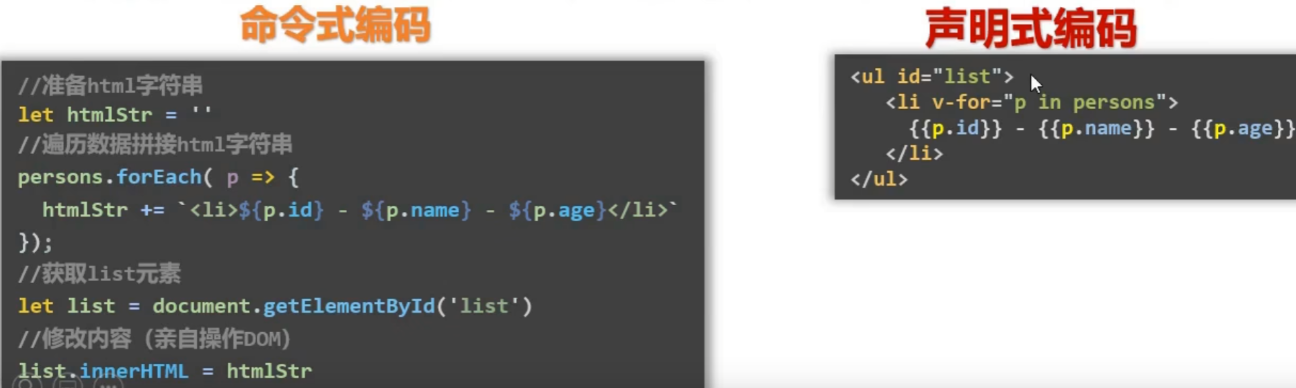 命令式编码
//准备html字符串
let htmlStr = ''
//遍历数据拼接html字符串
persons.forEach( p => {
  htmlStr += `<li>${p.id} - ${p.name} - ${p.age}</li>`
});
//获取list元素
let list = document.getElementById('list')
//修改内容（亲自操作DOM）
list.innerHTML = htmlStr
声明式编码
<ul id="list">
   <li v-for="p in persons">
     {{p.id}} - {{p.name}} - {{p.age}}
   </li>
</ul>